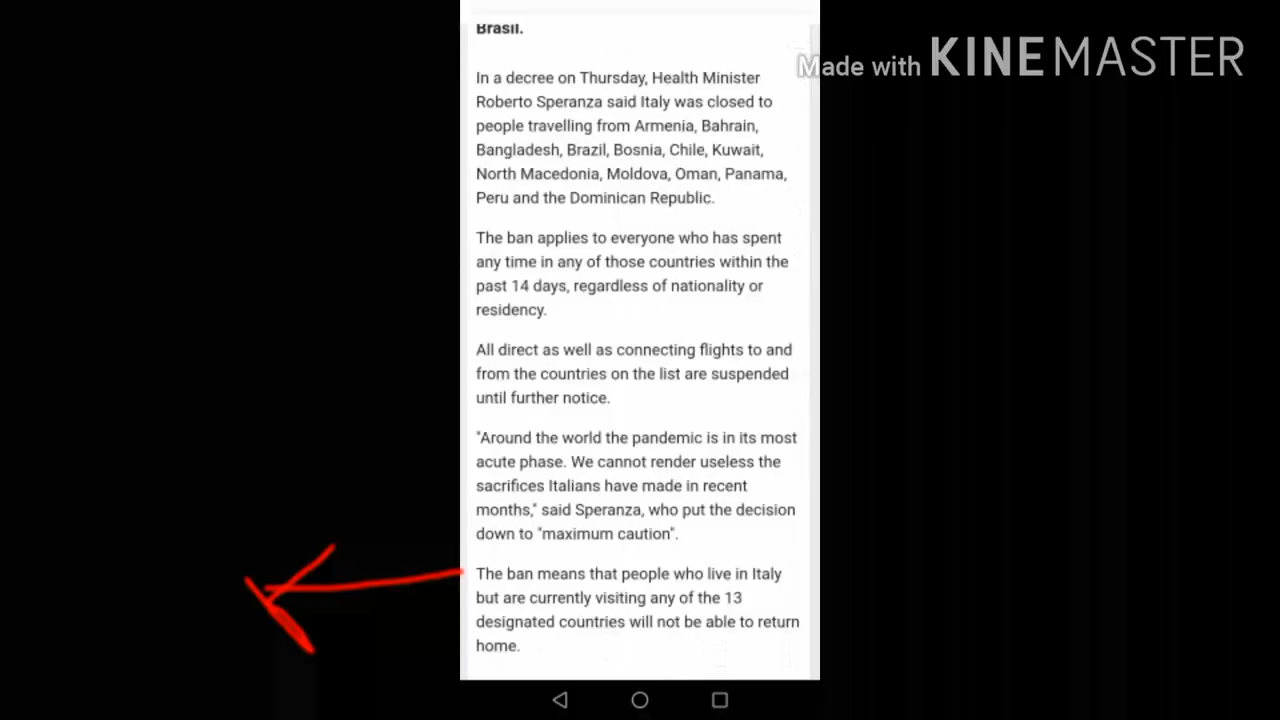 Brasil.
Made with KINEMASTER
In a decree on Thursday, Health Minister
Roberto Speranza said Italy was closed to
people travelling from Armenia, Bahrain,
Bangladesh, Brazil, Bosnia, Chile, Kuwait,
North Macedonia, Moldova, Oman, Panama,
Peru and the Dominican Republic.
The ban applies to everyone who has spent
any time in any of those countries within the
past 14 days, regardless of nationality or
residency.
All direct as well as connecting flights to and
from the countries on the list are suspended
until further notice.
"Around the world the pandemic is in its most
acute phase. We cannot render useless the
sacrifices Italians have made in recent
months," said Speranza, who put the decision
down to "maximum caution".
The ban means that people who live in Italy
but are currently visiting any of the 13
designated countries will not be able to return
home.